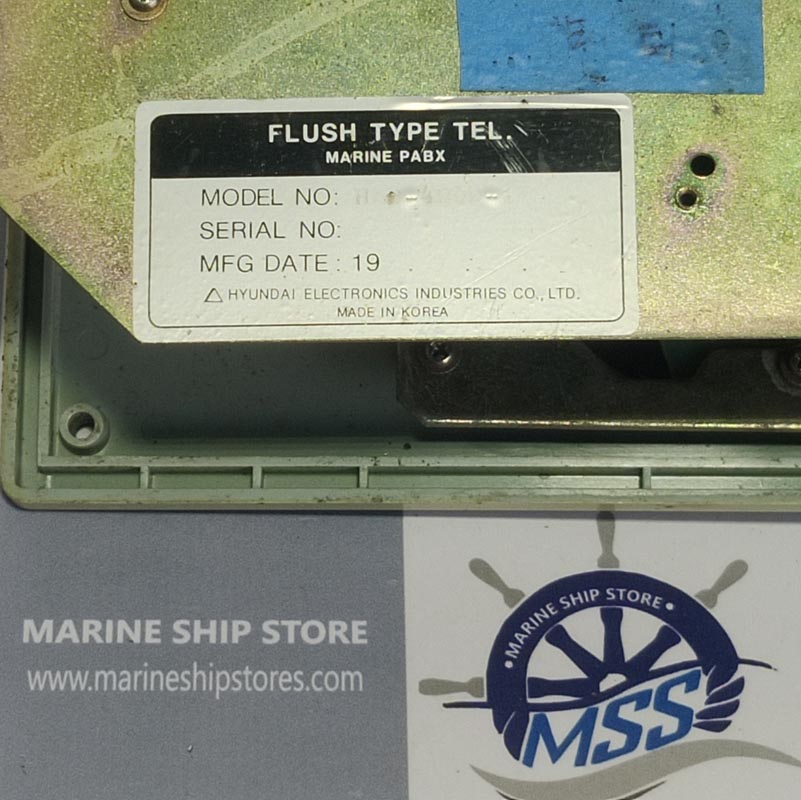 FLUSH TYPE TEL.
MARINE PABX
MODEL NO:
SERIAL NO:
MFG DATE : 19
HYUNDAI ELECTRONICS INDUSTRIES CO., LTD.
MADE IN KOREA
MARINE SHIP STORE
www.marineshipstores.com
• MARINE SHIP STORE •
MSS